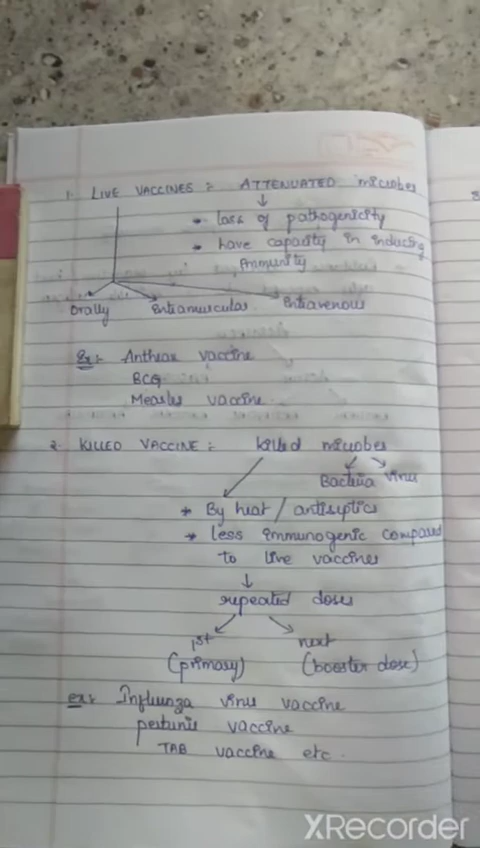 1. LIVE VACCINES :- ATTENUATED microbes
↓
* loss of pathogenicity
* have capacity in inducing
Immunity
Orally Intramuscular Intravenous
Ex:- Anthrax vaccine
BCG
Measles vaccine.
2. KILLED VACCINE :- killed microbes
Bacteria virus
* By heat / antiseptics
* less immunogenic compared
to live vaccines
↓
repeated doses
1st next
(primary) (booster dose)
ex:- Influenza virus vaccine
pertussis vaccine
TAB vaccine etc.
XRecorder